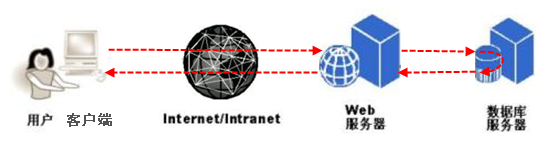 用户 客户端
Internet/Intranet
Web
服务器
数据库
服务器